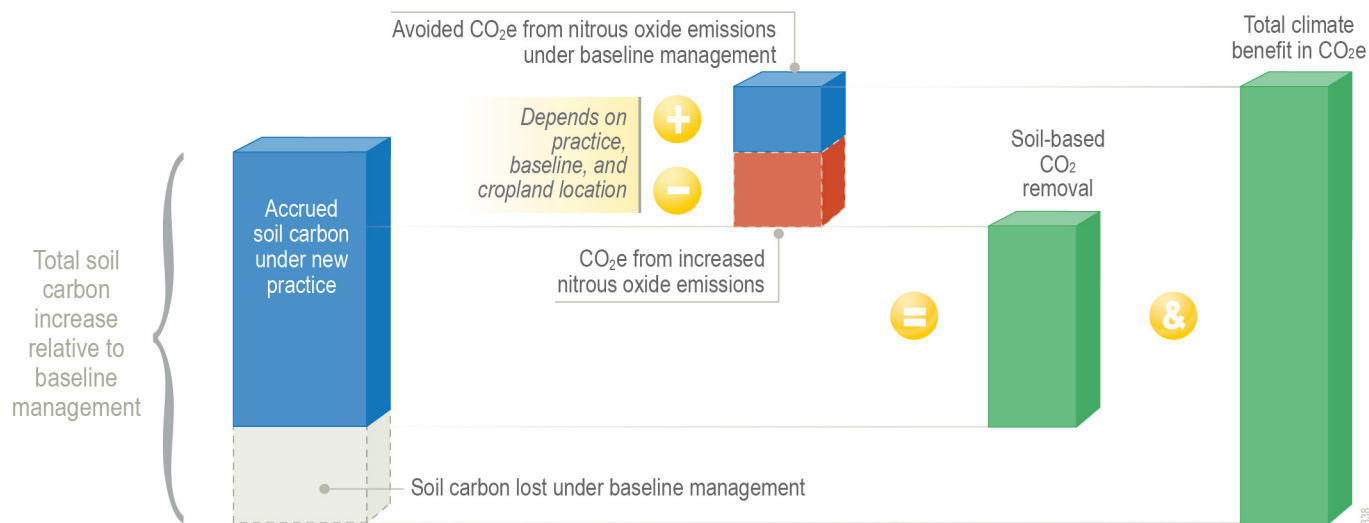 Avoided CO₂e from nitrous oxide emissions
under baseline management
Total climate
benefit in CO₂e
Depends on
practice,
baseline, and
cropland location
+
−
Soil-based
CO₂
removal
Accrued
soil carbon
under new
practice
Total soil
carbon
increase
relative to
baseline
management
CO₂e from increased
nitrous oxide emissions
=
&
Soil carbon lost under baseline management